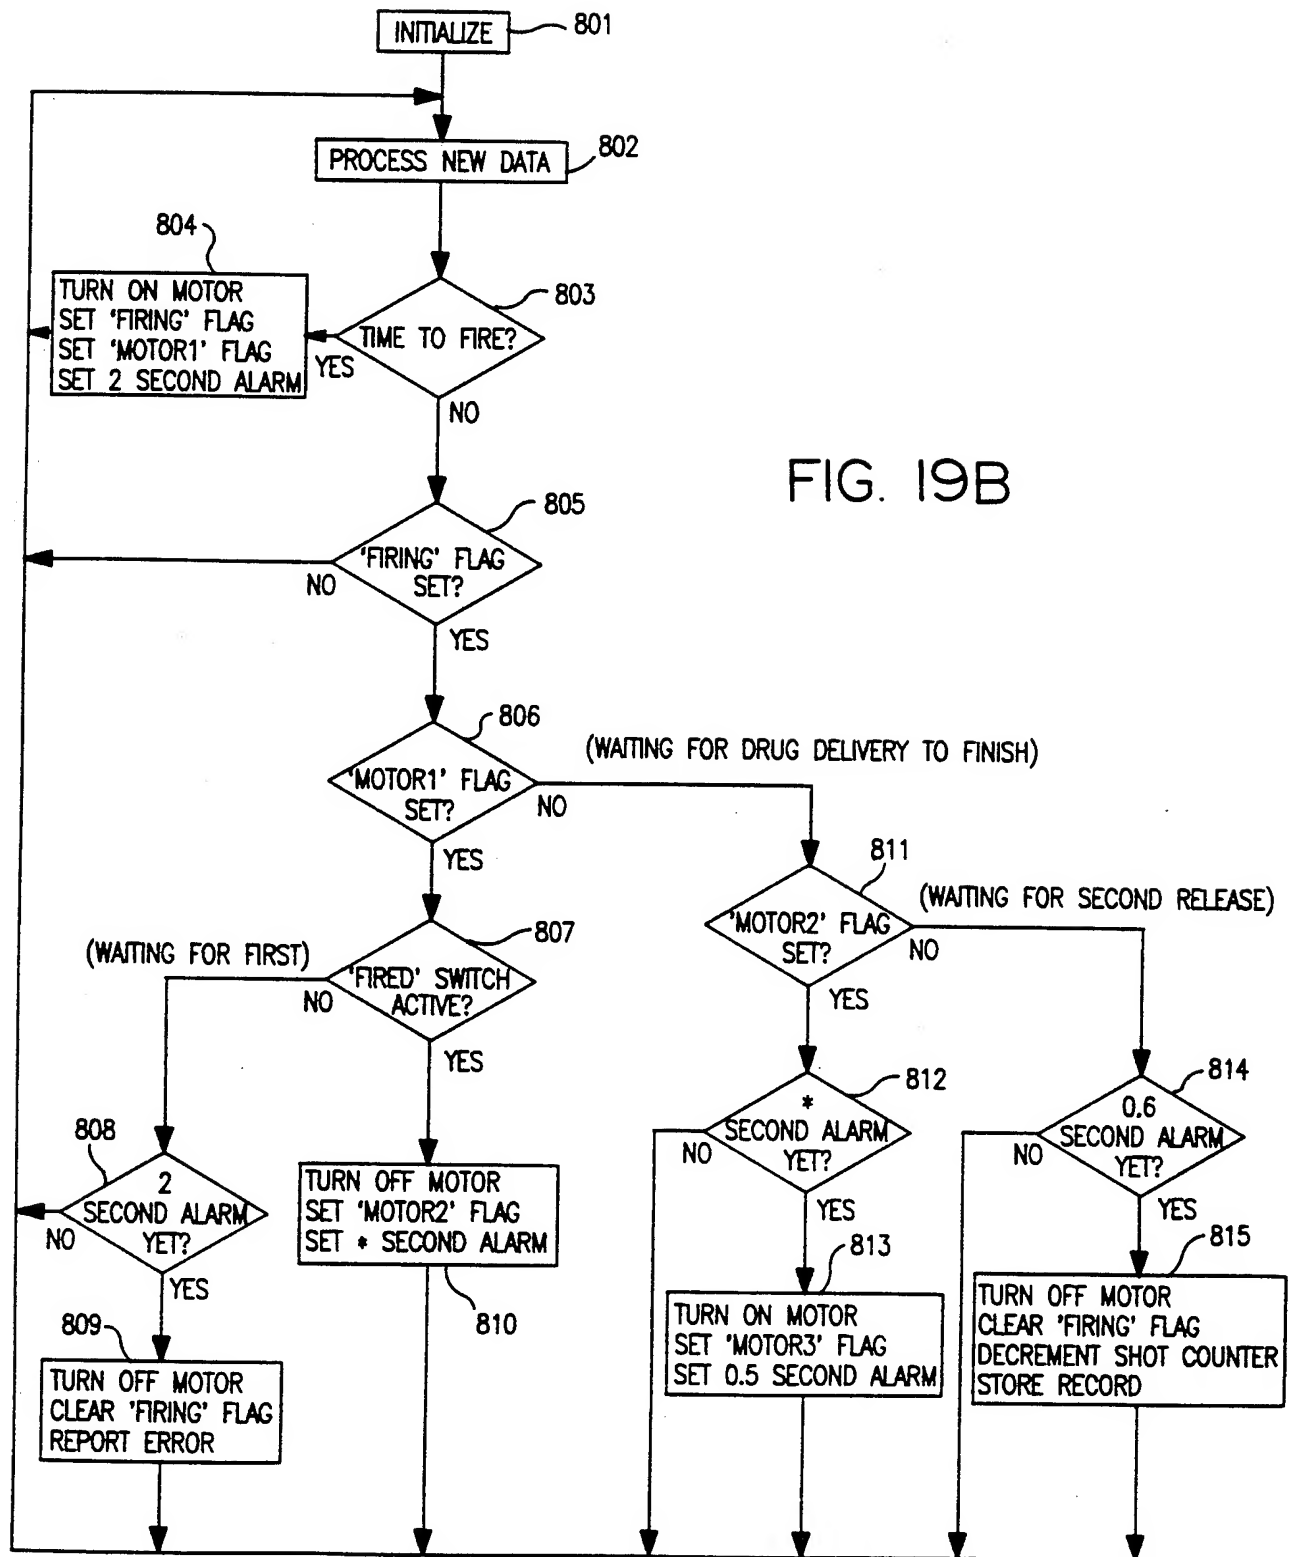 INITIALIZE
801
PROCESS NEW DATA
802
804
TURN ON MOTOR
SET 'FIRING' FLAG
SET 'MOTOR1' FLAG
SET 2 SECOND ALARM
803
TIME TO FIRE?
YES
NO
FIG. 19B
805
'FIRING' FLAG
SET?
NO
YES
806
'MOTOR1' FLAG
SET?
(WAITING FOR DRUG DELIVERY TO FINISH)
NO
YES
811
'MOTOR2' FLAG
SET?
(WAITING FOR SECOND RELEASE)
NO
YES
(WAITING FOR FIRST)
807
'FIRED' SWITCH
ACTIVE?
NO
YES
808
2
SECOND ALARM
YET?
NO
YES
809
TURN OFF MOTOR
CLEAR 'FIRING' FLAG
REPORT ERROR
TURN OFF MOTOR
SET 'MOTOR2' FLAG
SET * SECOND ALARM
810
812
*
SECOND ALARM
YET?
NO
YES
813
TURN ON MOTOR
SET 'MOTOR3' FLAG
SET 0.5 SECOND ALARM
814
0.6
SECOND ALARM
YET?
NO
YES
815
TURN OFF MOTOR
CLEAR 'FIRING' FLAG
DECREMENT SHOT COUNTER
STORE RECORD